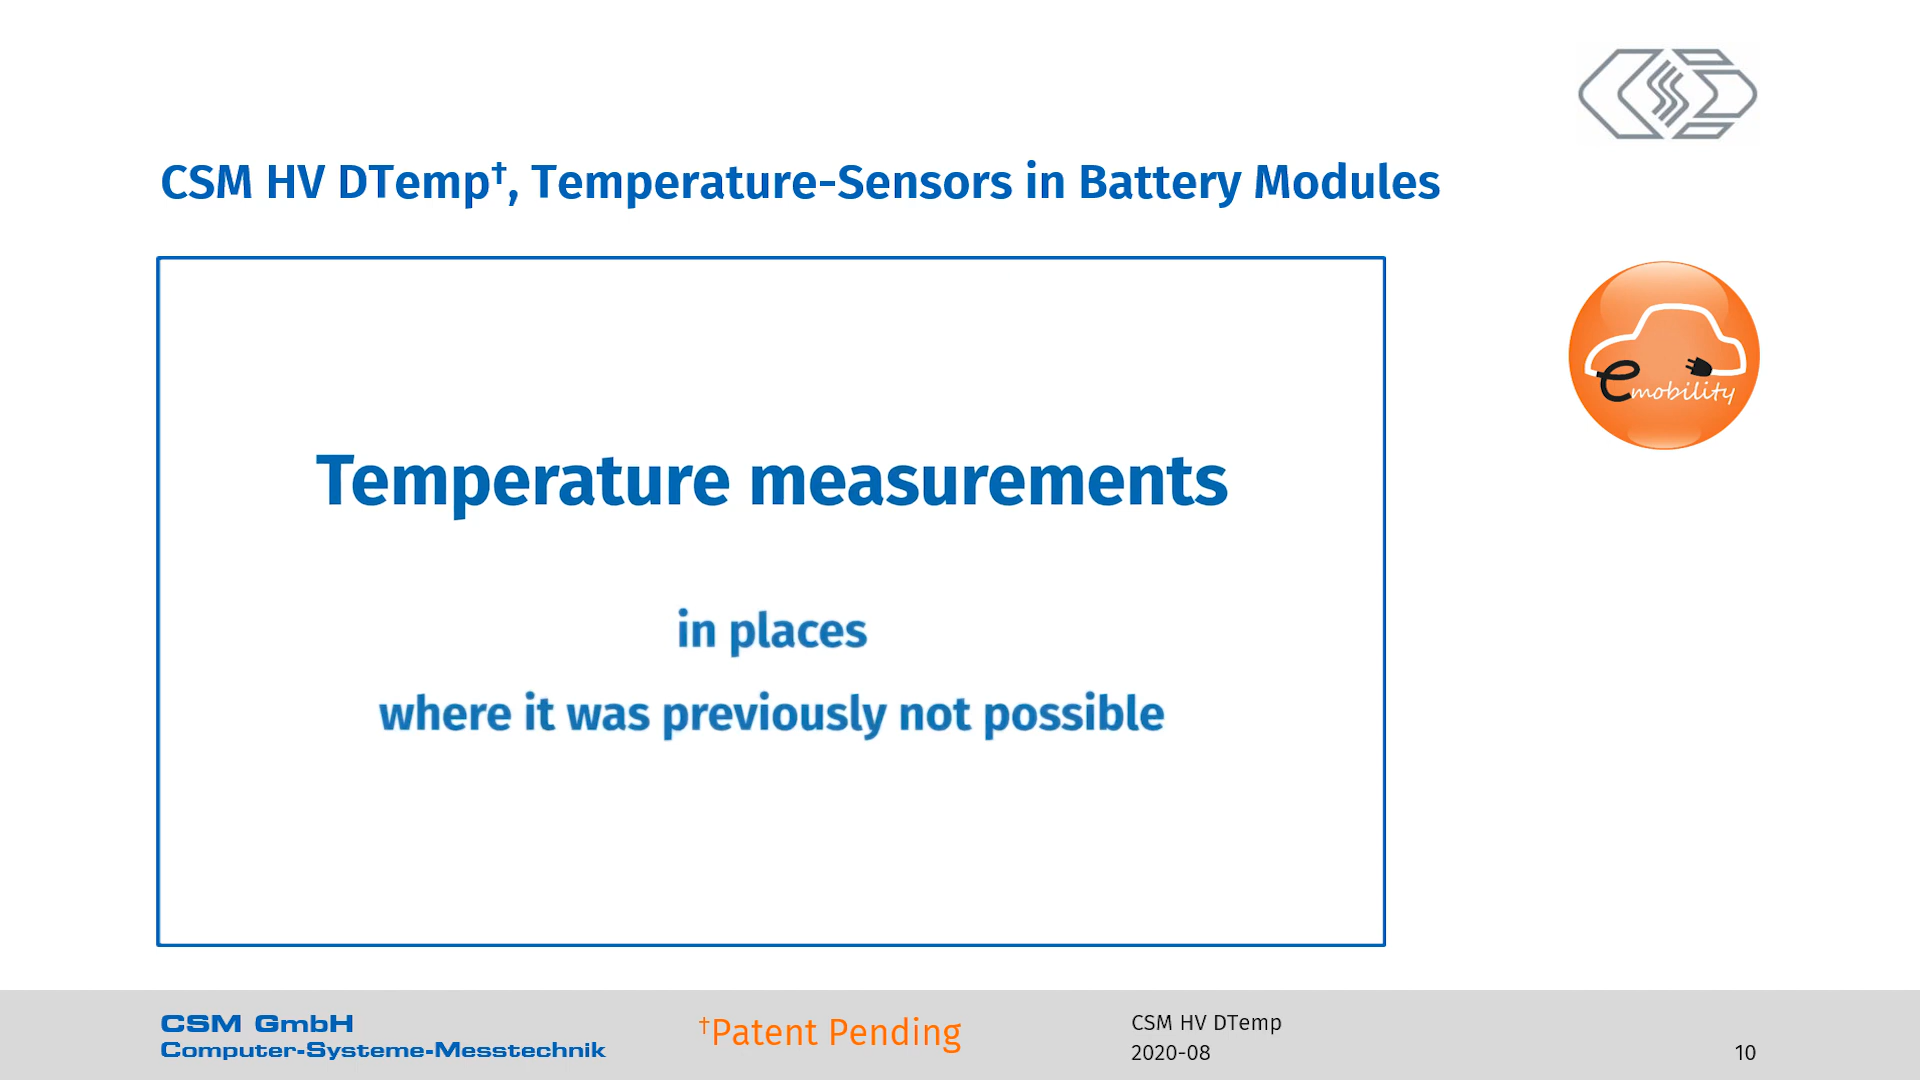 CSM HV DTemp†, Temperature-Sensors in Battery Modules
Temperature measurements
in places
where it was previously not possible
e mobility
CSM GmbH
Computer-Systeme-Messtechnik
†Patent Pending
CSM HV DTemp
2020-08
10